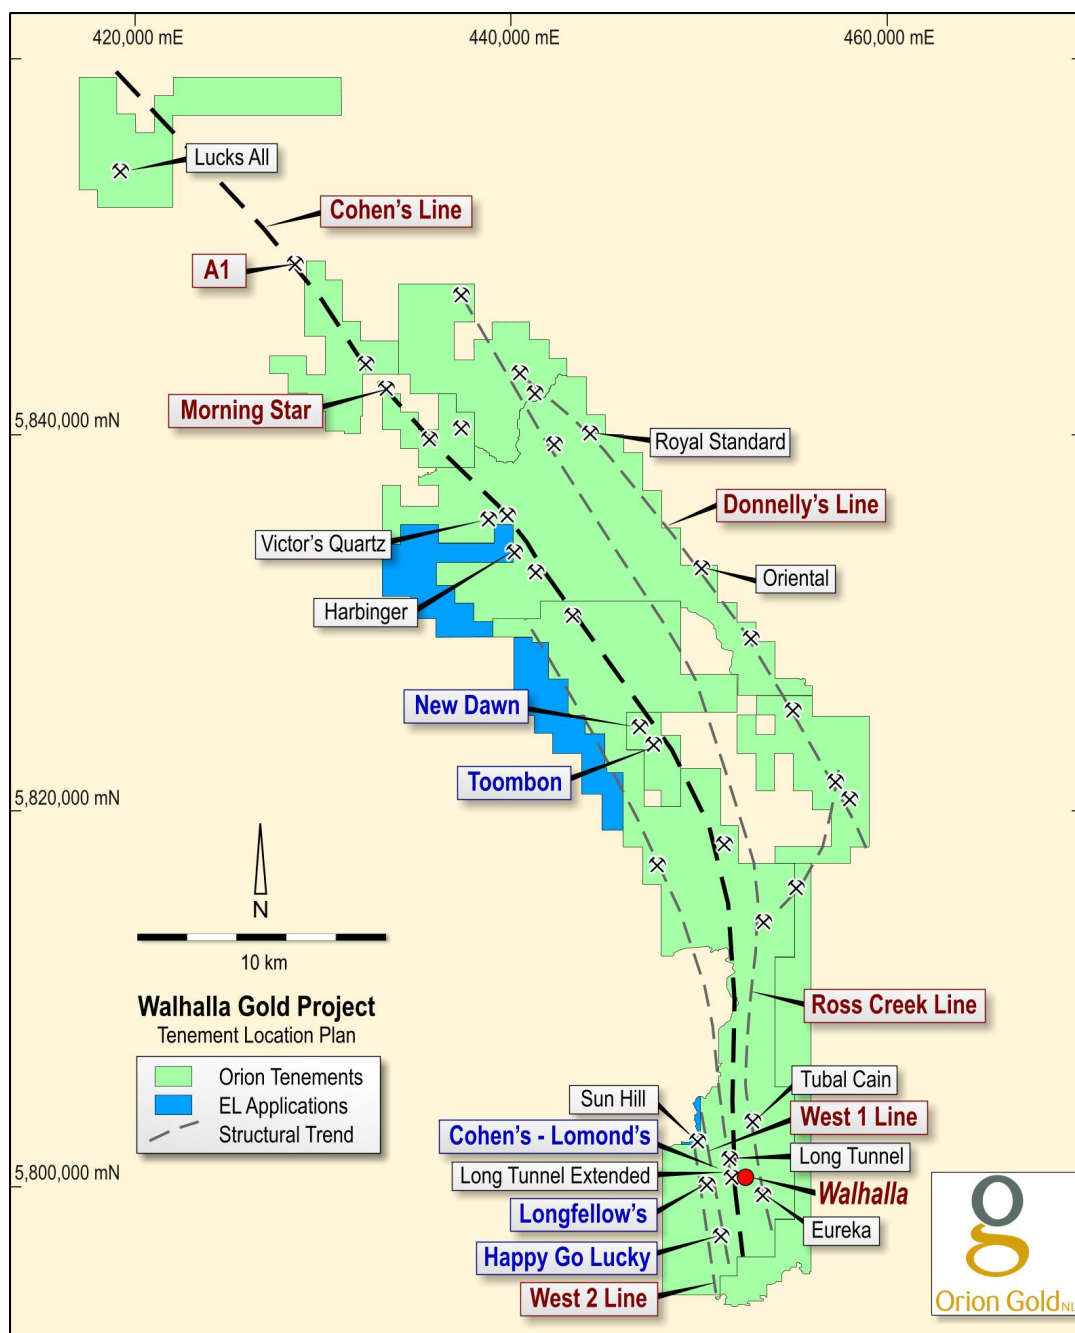 420,000 mE
440,000 mE
460,000 mE
Lucks All
Cohen's Line
A1
Morning Star
5,840,000 mN
Royal Standard
Donnelly's Line
Victor's Quartz
Oriental
Harbinger
New Dawn
Toombon
5,820,000 mN
N
10 km
Walhalla Gold Project
Tenement Location Plan
Orion Tenements
EL Applications
Structural Trend
Ross Creek Line
Tubal Cain
Sun Hill
West 1 Line
Cohen's - Lomond's
Long Tunnel
5,800,000 mN
Long Tunnel Extended
Walhalla
Longfellow's
Eureka
Happy Go Lucky
West 2 Line
Orion Gold NL